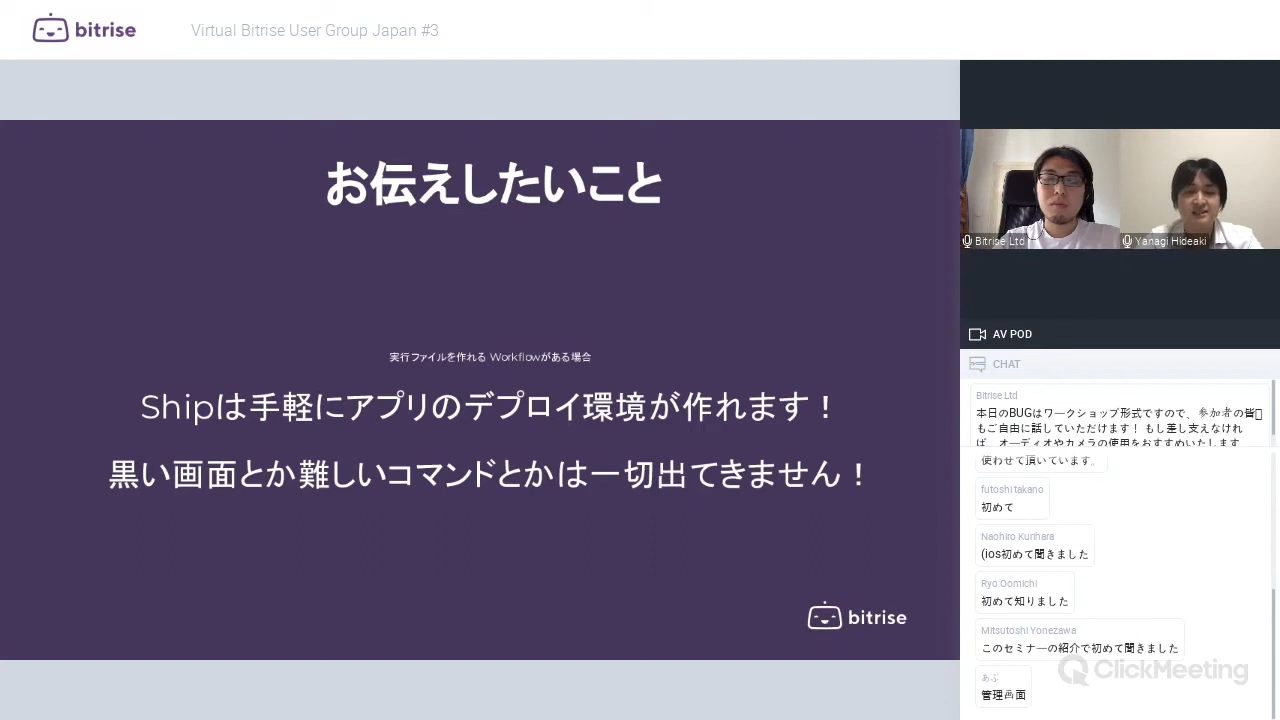 bitrise
Virtual Bitrise User Group Japan #3
お伝えしたいこと
実行ファイルを作れる Workflowがある場合
Shipは手軽にアプリのデプロイ環境が作れます！
黒い画面とか難しいコマンドとかは一切出てきません！
bitrise
Bitrise Ltd
Yanagi Hideaki
AV POD
CHAT
Bitrise Ltd
本日のBUGはワークショップ形式ですので、参加者の皆
もご自由に話していただけます！ もし差し支えなけれ
ば、オーディオやカメラの使用をおすすめいたします
使わせて頂いています。
futoshi takano
初めて
Naohiro Kurihara
(ios初めて聞きました
Ryo Oomichi
初めて知りました
Mitsutoshi Yonezawa
このセミナーの紹介で初めて聞きました
あぶ
管理画面
ClickMeeting